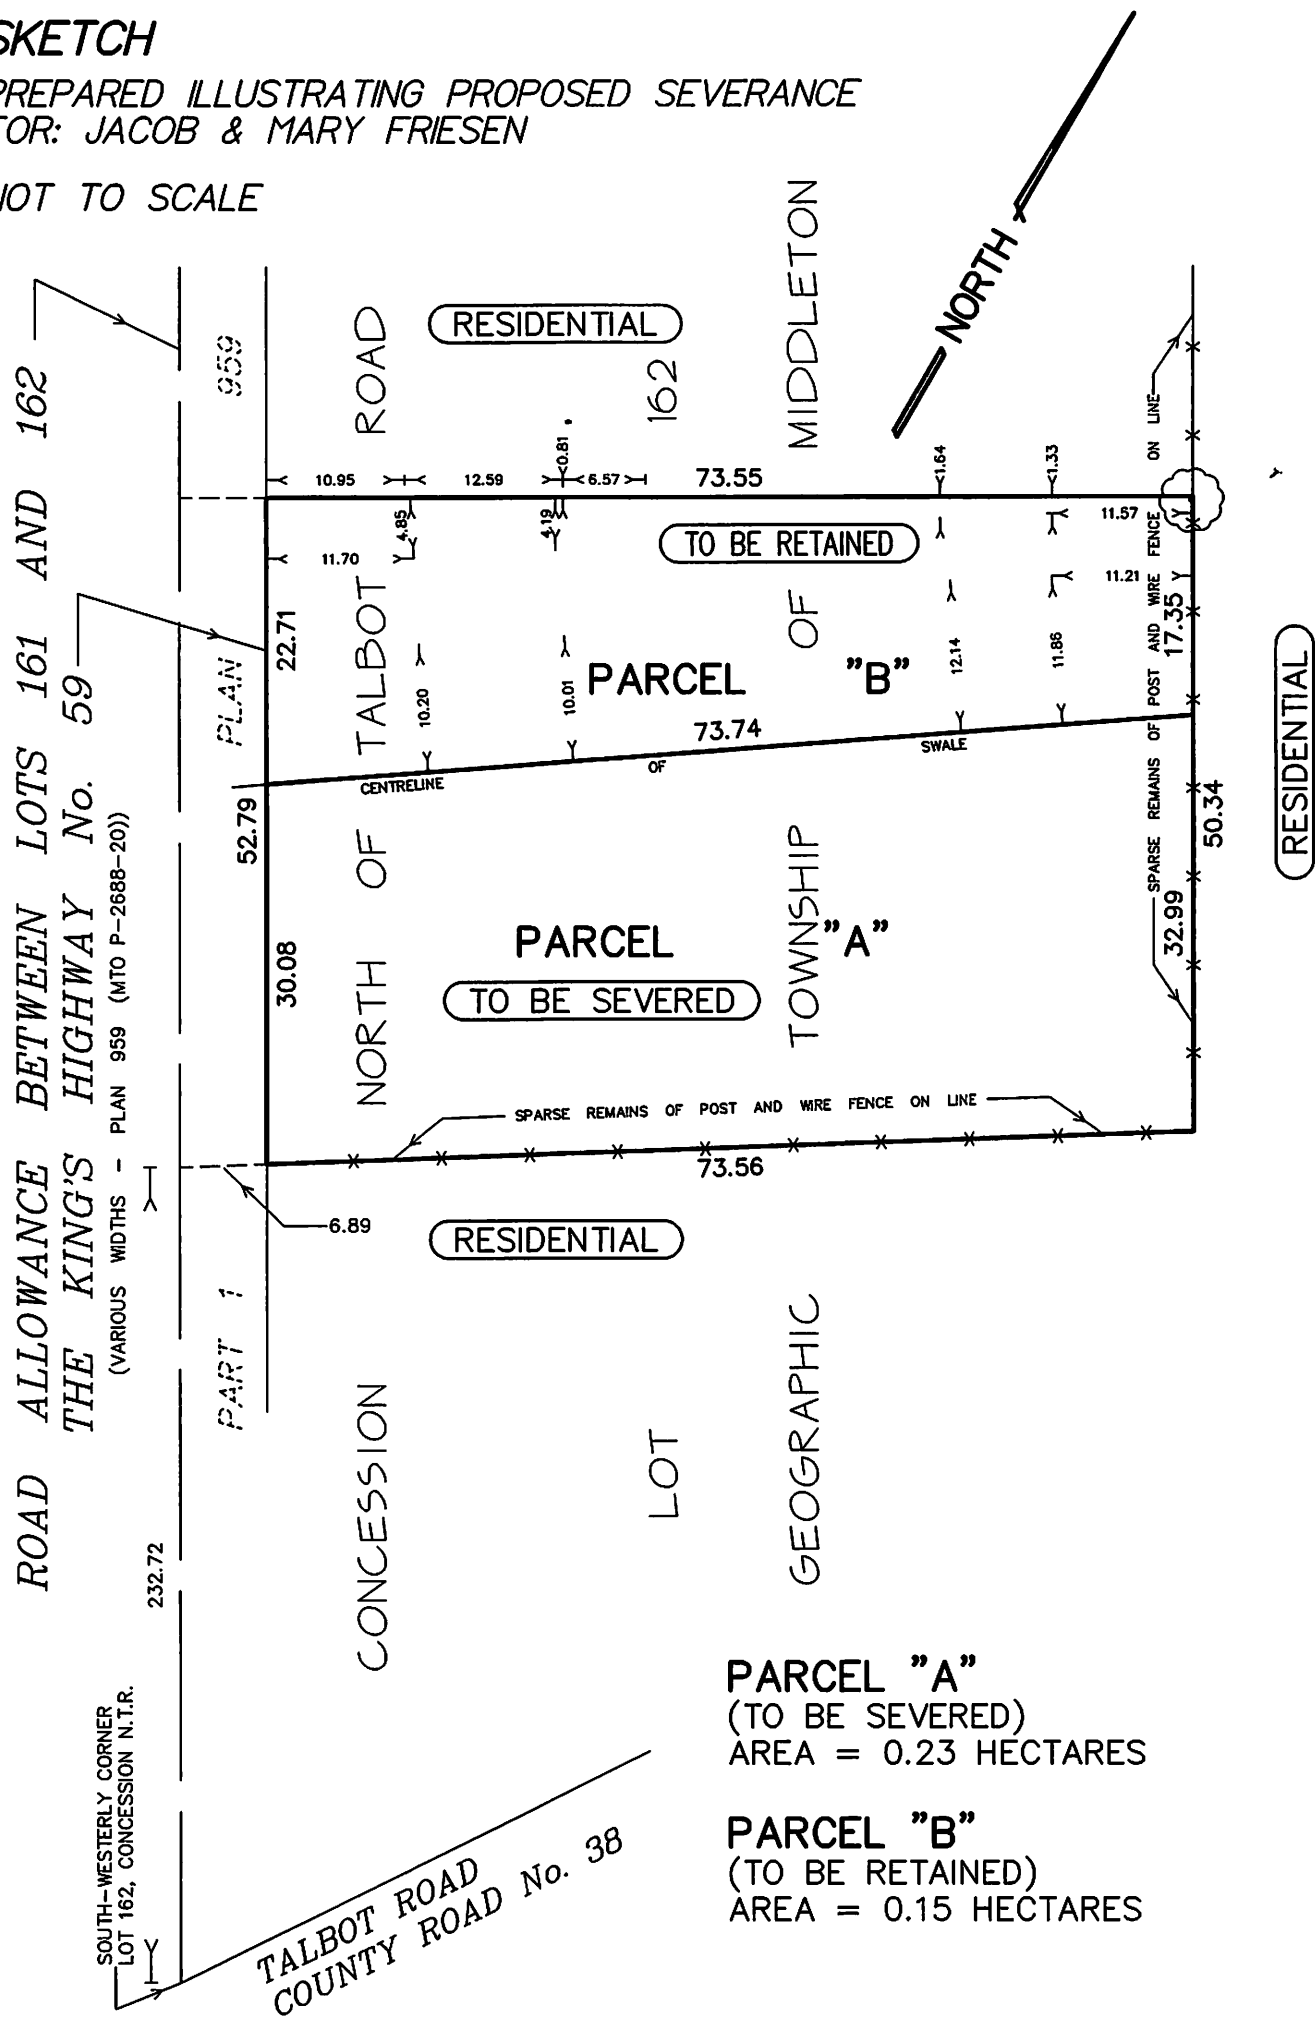 SKETCH
PREPARED ILLUSTRATING PROPOSED SEVERANCE
FOR: JACOB & MARY FRIESEN
NOT TO SCALE
NORTH
ROAD ALLOWANCE BETWEEN LOTS 161 AND 162
THE KING'S HIGHWAY No. 59
(VARIOUS WIDTHS - PLAN 959 (MTO P-2688-20))
PART 1 PLAN 959
CONCESSION NORTH OF TALBOT ROAD
LOT 162
GEOGRAPHIC TOWNSHIP OF MIDDLETON
RESIDENTIAL
10.95
12.59
0.81
6.57
73.55
1.64
1.33
4.85
4.19
11.70
TO BE RETAINED
11.57
11.21
22.71
10.20
10.01
PARCEL "B"
12.14
11.86
17.35
73.74
CENTRELINE OF SWALE
SPARSE REMAINS OF POST AND WIRE FENCE ON LINE
RESIDENTIAL
52.79
50.34
30.08
32.99
PARCEL "A"
TO BE SEVERED
SPARSE REMAINS OF POST AND WIRE FENCE ON LINE
73.56
6.89
RESIDENTIAL
232.72
SOUTH-WESTERLY CORNER
LOT 162, CONCESSION N.T.R.
TALBOT ROAD
COUNTY ROAD No. 38
PARCEL "A"
(TO BE SEVERED)
AREA = 0.23 HECTARES
PARCEL "B"
(TO BE RETAINED)
AREA = 0.15 HECTARES